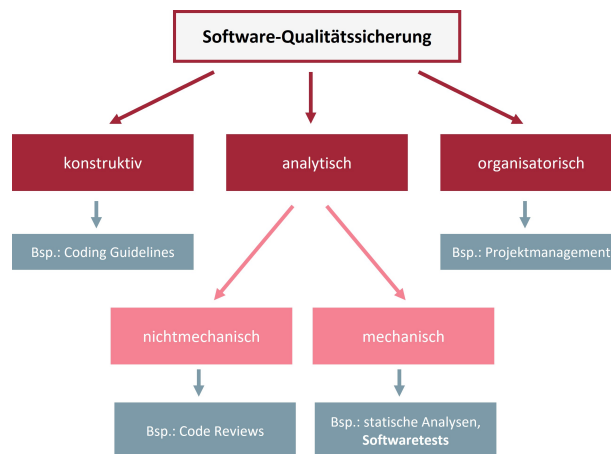 Software-Qualitätssicherung
konstruktiv
analytisch
organisatorisch
Bsp.: Coding Guidelines
Bsp.: Projektmanagement
nichtmechanisch
mechanisch
Bsp.: Code Reviews
Bsp.: statische Analysen,
Softwaretests